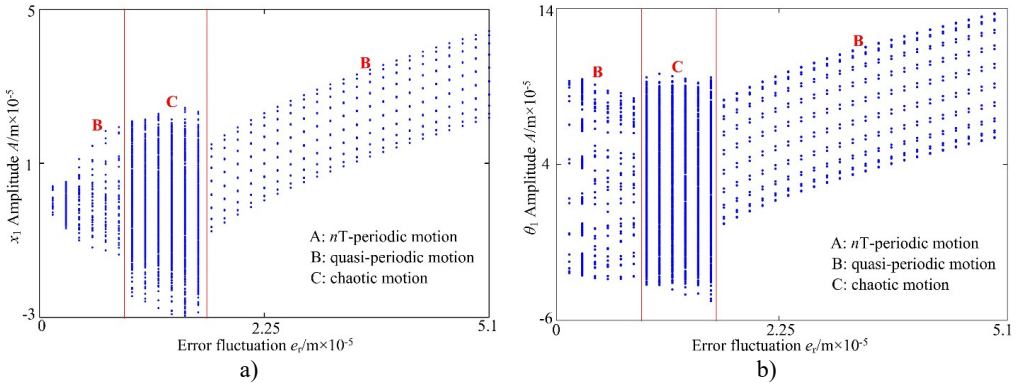 5
x₁ Amplitude A/m×10⁻⁵
1
-3
B
C
B
A: nT-periodic motion
B: quasi-periodic motion
C: chaotic motion
0
2.25
5.1
Error fluctuation eᵣ/m×10⁻⁵
a)
14
θ₁ Amplitude A/m×10⁻⁵
4
-6
B
C
B
A: nT-periodic motion
B: quasi-periodic motion
C: chaotic motion
0
2.25
5.1
Error fluctuation eᵣ/m×10⁻⁵
b)